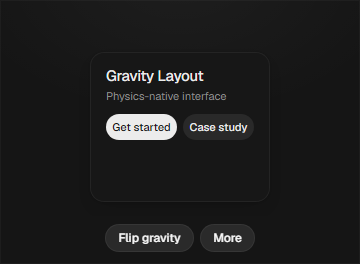 Gravity Layout
Physics-native interface
Get started Case study
Flip gravity More